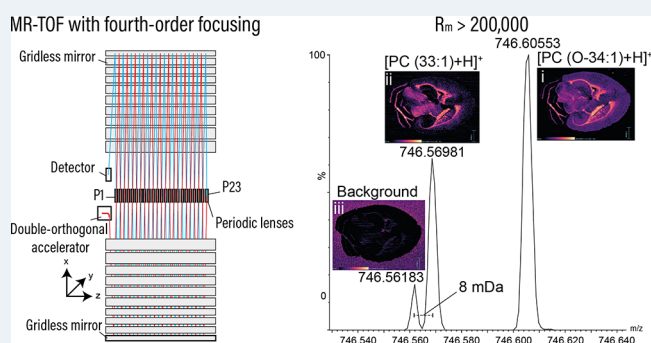 MR-TOF with fourth-order focusing
Gridless mirror
Detector
P1
P23
Periodic lenses
Double-orthogonal
accelerator
x
y
z
Gridless mirror
Rm > 200,000
746.60553
100
[PC (33:1)+H]+
ii
[PC (O-34:1)+H]+
i
746.56981
%
Background
iii
746.56183
8 mDa
0
746.540 746.560 746.580 746.600 746.620 746.640 m/z